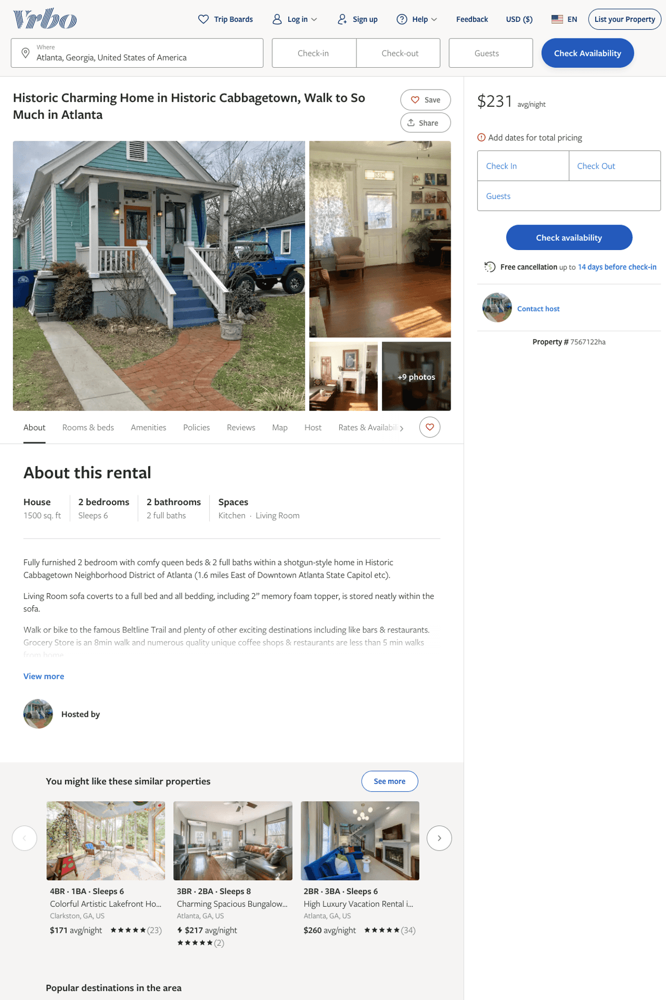 Vrbo
Trip Boards
Log in
Sign up
Help
Feedback
USD ($)
EN
List your Property
Where
Atlanta, Georgia, United States of America
Check-in
Check-out
Guests
Check Availability
Historic Charming Home in Historic Cabbagetown, Walk to So
Much in Atlanta
Save
Share
+9 photos
$231 avg/night
Add dates for total pricing
Check In
Check Out
Guests
Check availability
Free cancellation up to 14 days before check-in
Contact host
Property # 7567122ha
About
Rooms & beds
Amenities
Policies
Reviews
Map
Host
Rates & Availabili
About this rental
House
1500 sq. ft
2 bedrooms
Sleeps 6
2 bathrooms
2 full baths
Spaces
Kitchen · Living Room
Fully furnished 2 bedroom with comfy queen beds & 2 full baths within a shotgun-style home in Historic
Cabbagetown Neighborhood District of Atlanta (1.6 miles East of Downtown Atlanta State Capitol etc).
Living Room sofa coverts to a full bed and all bedding, including 2” memory foam topper, is stored neatly within the
sofa.
Walk or bike to the famous Beltline Trail and plenty of other exciting destinations including like bars & restaurants.
Grocery Store is an 8min walk and numerous quality unique coffee shops & restaurants are less than 5 min walks
from home.
View more
Hosted by
You might like these similar properties
See more
4BR · 1BA · Sleeps 6
Colorful Artistic Lakefront Ho...
Clarkston, GA, US
$171 avg/night ★★★★★(23)
3BR · 2BA · Sleeps 8
Charming Spacious Bungalow...
Atlanta, GA, US
$217 avg/night
★★★★★(2)
2BR · 3BA · Sleeps 6
High Luxury Vacation Rental i...
Atlanta, GA, US
$260 avg/night ★★★★★(34)
Popular destinations in the area